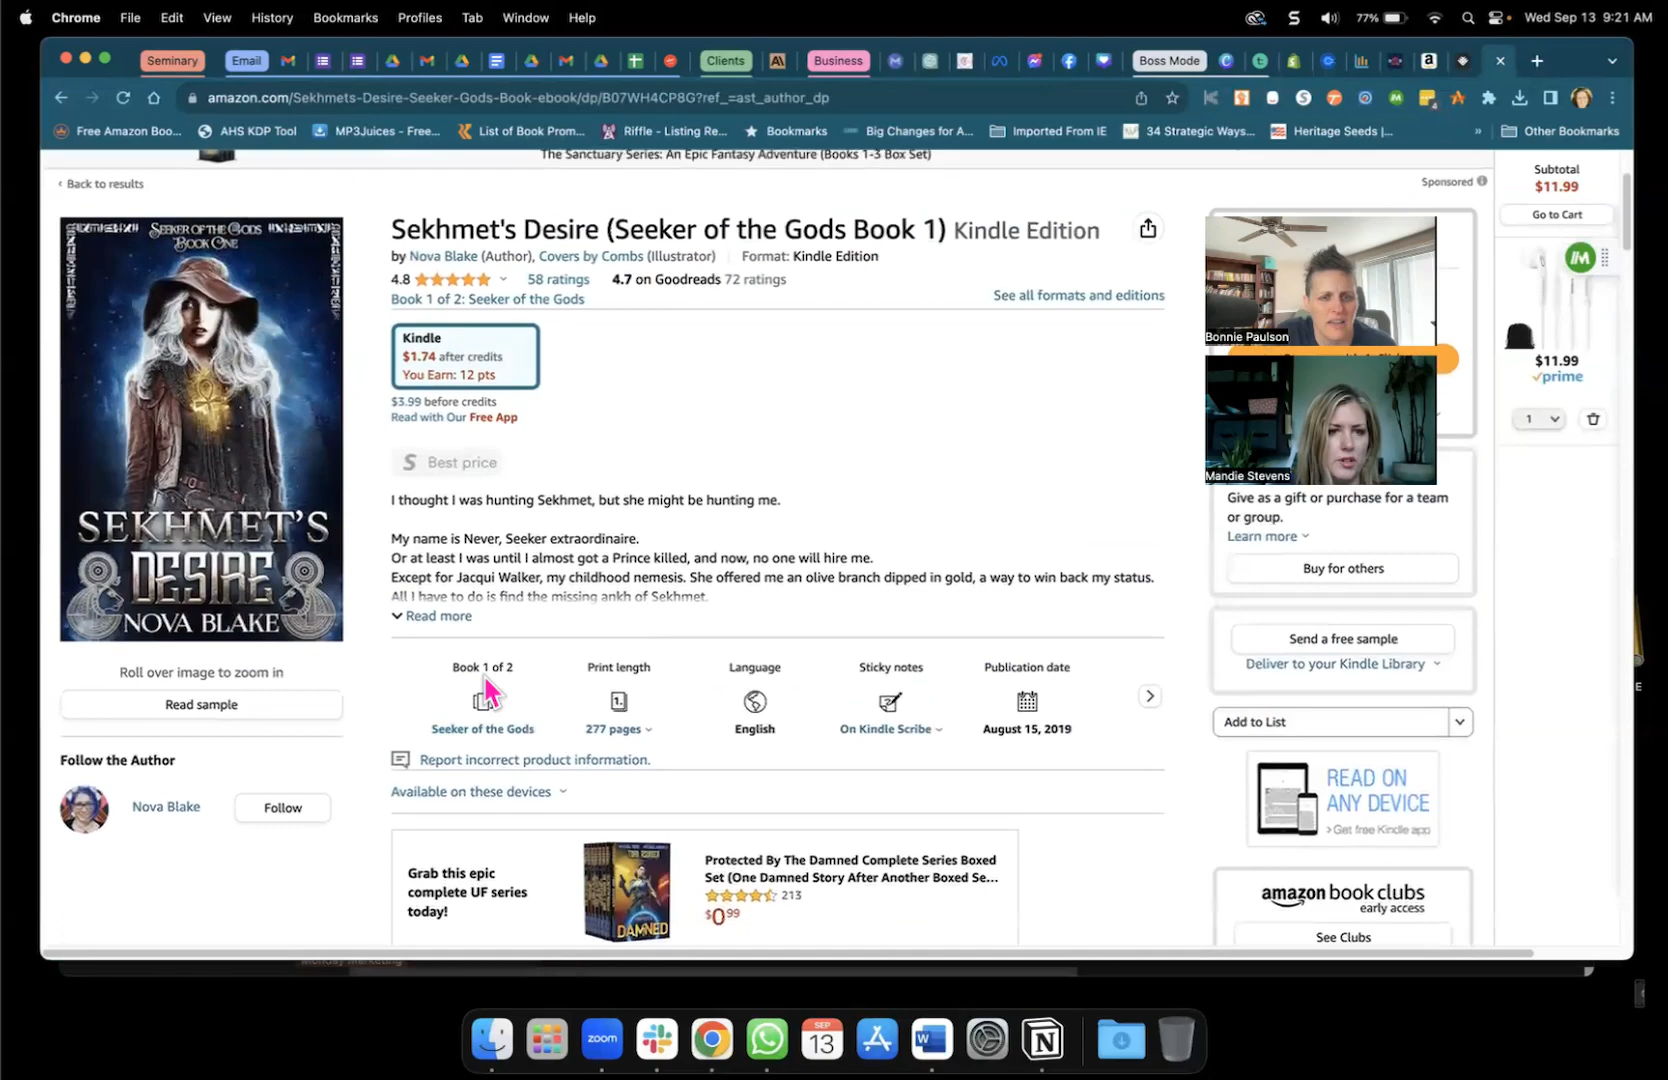 Chrome File Edit View History Bookmarks Profiles Tab Window Help
77% Wed Sep 13 9:21 AM
Seminary Email Clients Business Boss Mode
amazon.com/Sekhmets-Desire-Seeker-Gods-Book-ebook/dp/B07WH4CP8G?ref_=ast_author_dp
Free Amazon Boo... AHS KDP Tool MP3Juices - Free... List of Book Prom... Riffle - Listing Re... Bookmarks Big Changes for A... Imported From IE 34 Strategic Ways... Heritage Seeds |... » Other Bookmarks
The Sanctuary Series: An Epic Fantasy Adventure (Books 1-3 Box Set)
‹ Back to results
Sponsored
SEEKER OF THE GODS
BOOK ONE
SEKHMET'S
DESIRE
NOVA BLAKE
Roll over image to zoom in
Read sample
Follow the Author
Nova Blake
Follow
Sekhmet's Desire (Seeker of the Gods Book 1) Kindle Edition
by Nova Blake (Author), Covers by Combs (Illustrator) Format: Kindle Edition
4.8 58 ratings 4.7 on Goodreads 72 ratings
Book 1 of 2: Seeker of the Gods
See all formats and editions
Kindle
$1.74 after credits
You Earn: 12 pts
$3.99 before credits
Read with Our Free App
S Best price
I thought I was hunting Sekhmet, but she might be hunting me.
My name is Never, Seeker extraordinaire.
Or at least I was until I almost got a Prince killed, and now, no one will hire me.
Except for Jacqui Walker, my childhood nemesis. She offered me an olive branch dipped in gold, a way to win back my status.
All I have to do is find the missing ankh of Sekhmet.
Read more
Book 1 of 2
Seeker of the Gods
Print length
1.
277 pages
Language
English
Sticky notes
On Kindle Scribe
Publication date
August 15, 2019
Report incorrect product information.
Available on these devices
Grab this epic
complete UF series
today!
DAMNED
Protected By The Damned Complete Series Boxed
Set (One Damned Story After Another Boxed Se...
213
$0.99
Bonnie Paulson
Mandie Stevens
Give as a gift or purchase for a team
or group.
Learn more
Buy for others
Send a free sample
Deliver to your Kindle Library
Add to List
READ ON
ANY DEVICE
› Get free Kindle app
amazon book clubs
early access
See Clubs
Subtotal
$11.99
Go to Cart
$11.99
prime
1
zoom
SEP
13
W
N